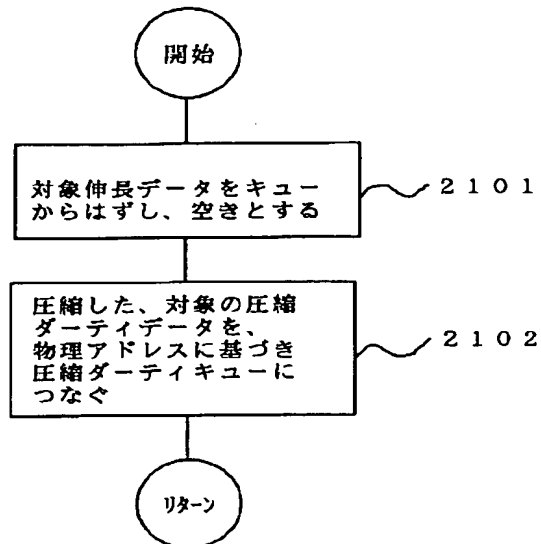 開始
対象伸長データをキュー
からはずし、空きとする
2101
圧縮した、対象の圧縮
ダーティデータを、
物理アドレスに基づき
圧縮ダーティキューに
つなぐ
2102
リターン